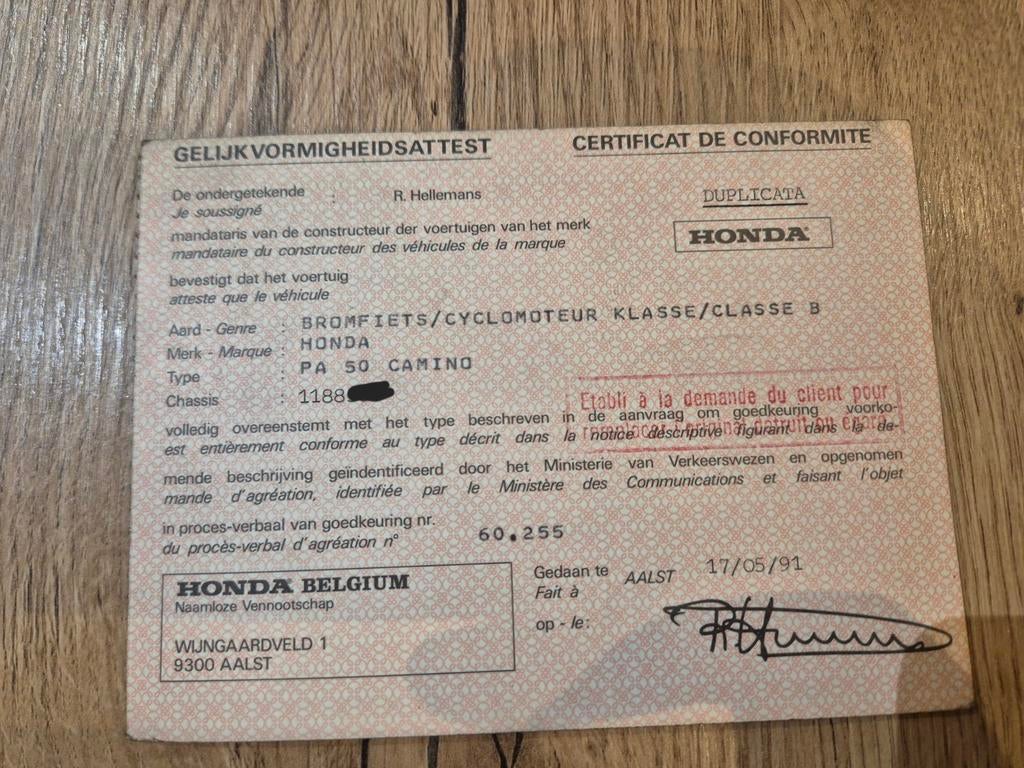 GELIJKVORMIGHEIDSATTEST
CERTIFICAT DE CONFORMITE
De ondergetekende : R. Hellemans
Je soussigné
DUPLICATA
mandataris van de constructeur der voertuigen van het merk
mandataire du constructeur des véhicules de la marque
HONDA
bevestigt dat het voertuig
atteste que le véhicule
Aard - Genre : BROMFIETS/CYCLOMOTEUR KLASSE/CLASSE B
Merk - Marque : HONDA
Type : PA 50 CAMINO
Chassis : 1188
Etabli à la demande du client pour
remplacer l'original détruit ou égaré
volledig overeenstemt met het type beschreven in de aanvraag om goedkeuring voorko-
est entièrement conforme au type décrit dans la notice descriptive figurant dans la de-
mende beschrijving geïndentificeerd door het Ministerie van Verkeerswezen en opgenomen
mande d'agréation, identifiée par le Ministère des Communications et faisant l'objet
in proces-verbaal van goedkeuring nr.
du procès-verbal d'agréation n° 60.255
HONDA BELGIUM
Naamloze Vennootschap
WIJNGAARDVELD 1
9300 AALST
Gedaan te AALST 17/05/91
Fait à
op - le :